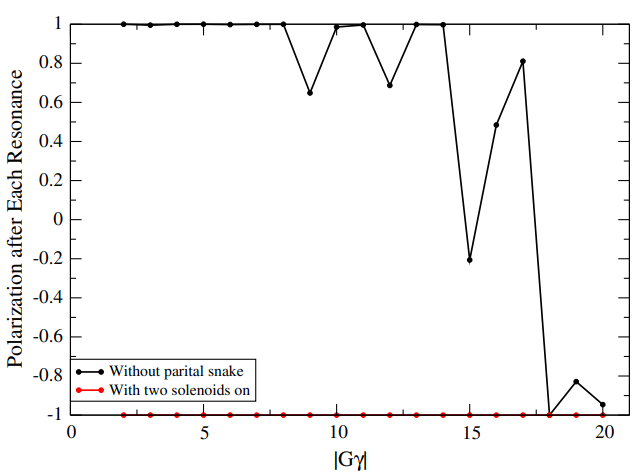 Polarization after Each Resonance
1
0.8
0.6
0.4
0.2
0
-0.2
-0.4
-0.6
-0.8
-1
Without parital snake
With two solenoids on
0 5 10 15 20
|Gγ|